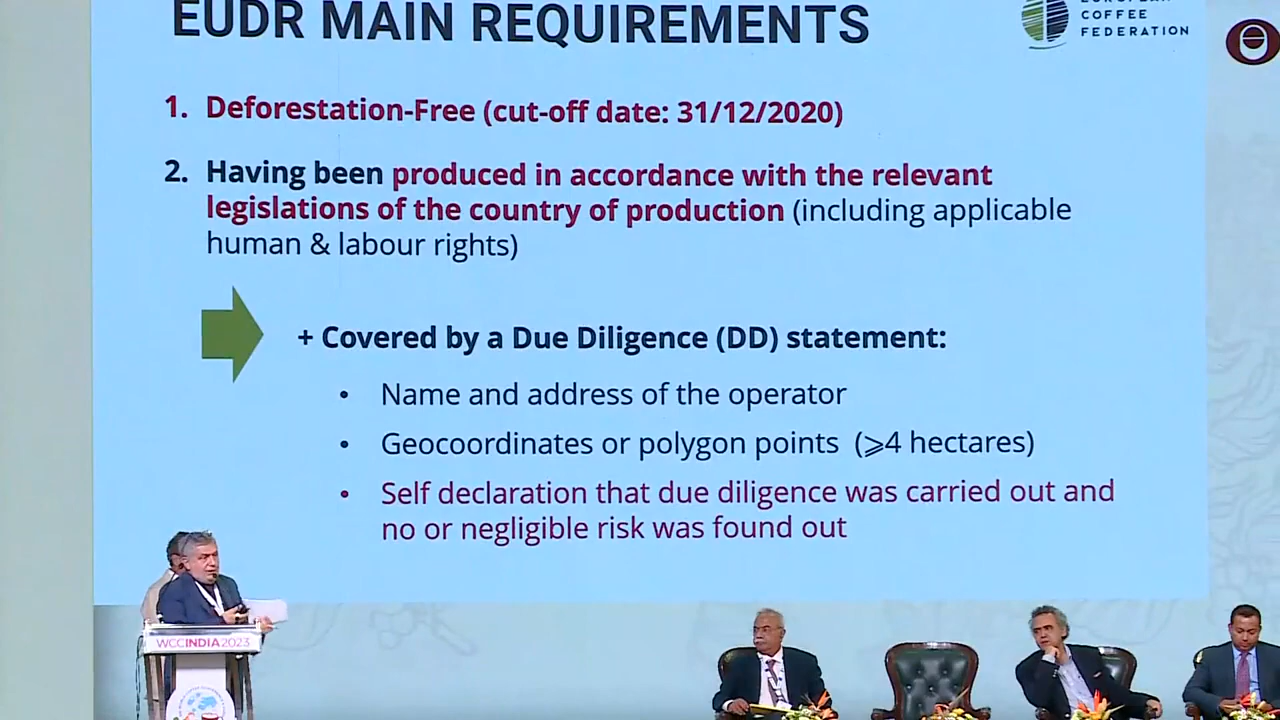 EUDR MAIN REQUIREMENTS
EUROPEAN
COFFEE
FEDERATION
1. Deforestation-Free (cut-off date: 31/12/2020)
2. Having been produced in accordance with the relevant
legislations of the country of production (including applicable
human & labour rights)
+ Covered by a Due Diligence (DD) statement:
• Name and address of the operator
• Geocoordinates or polygon points (⩾4 hectares)
• Self declaration that due diligence was carried out and
no or negligible risk was found out
WCCINDIA2023